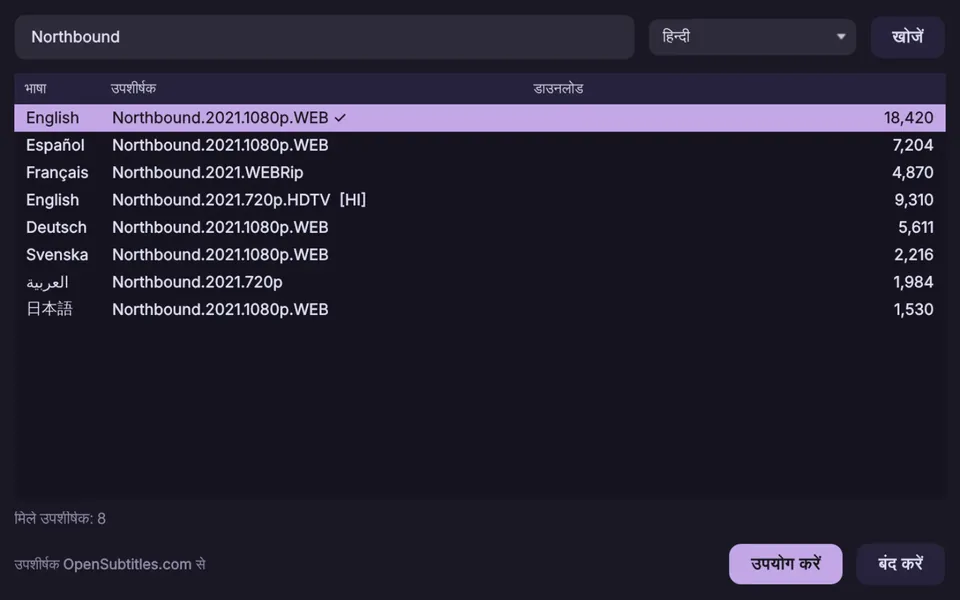 Northbound हिन्दी खोजें
भाषा उपशीर्षक डाउनलोड
English Northbound.2021.1080p.WEB ✓ 18,420
Español Northbound.2021.1080p.WEB 7,204
Français Northbound.2021.WEBRip 4,870
English Northbound.2021.720p.HDTV [HI] 9,310
Deutsch Northbound.2021.1080p.WEB 5,611
Svenska Northbound.2021.1080p.WEB 2,216
العربية Northbound.2021.720p 1,984
日本語 Northbound.2021.1080p.WEB 1,530
मिले उपशीर्षक: 8
उपशीर्षक OpenSubtitles.com से उपयोग करें बंद करें